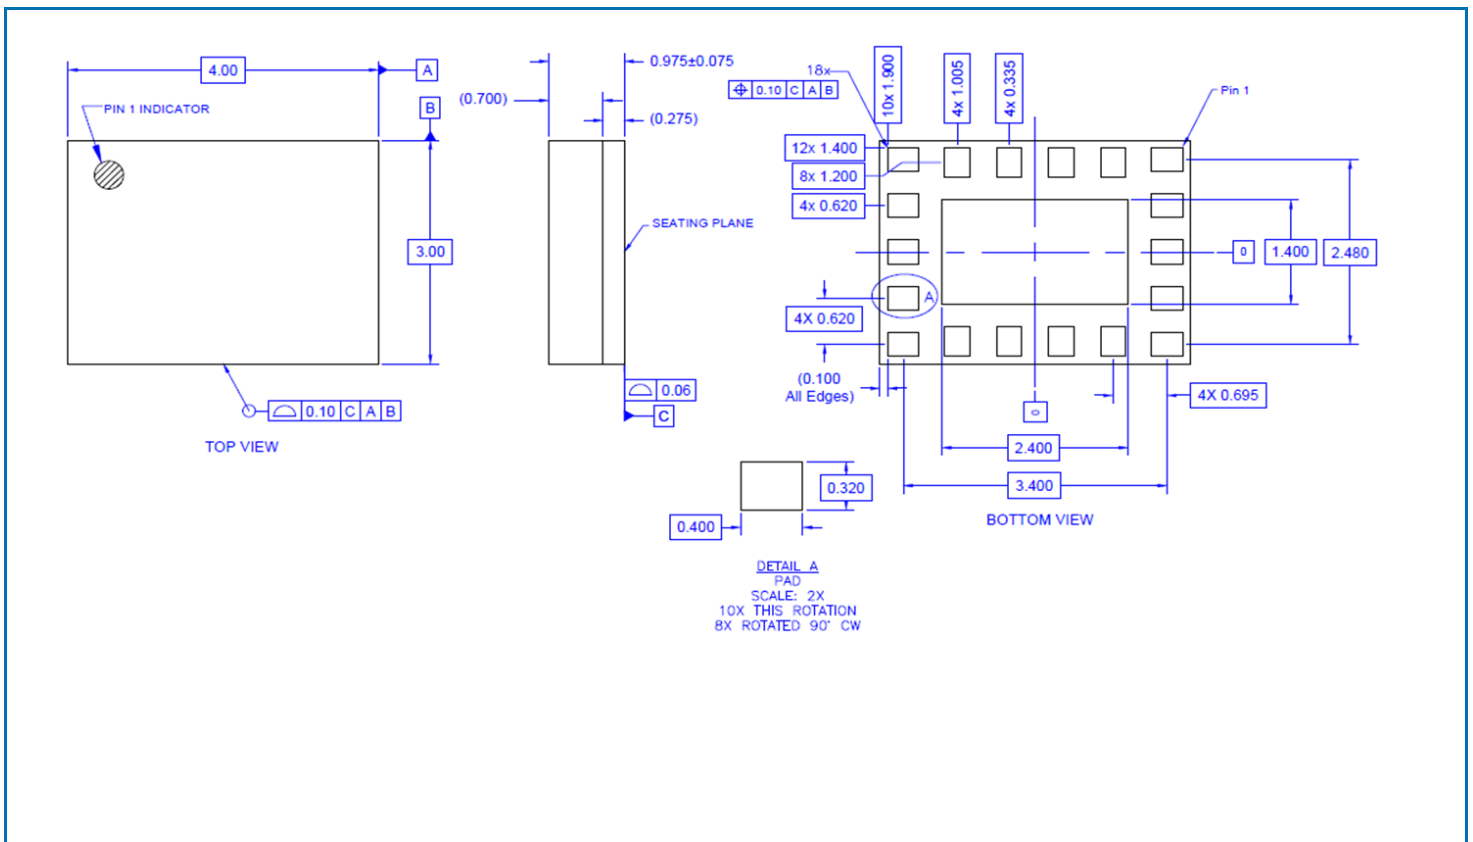 4.00
A
PIN 1 INDICATOR
B
3.00
0.10 C A B
TOP VIEW
0.975±0.075
(0.700)
(0.275)
SEATING PLANE
0.06
C
18x
0.10 C A B
10x 1.900
4x 1.005
4x 0.335
Pin 1
12x 1.400
8x 1.200
4x 0.620
A
4X 0.620
0
1.400
2.480
(0.100
All Edges)
0
4X 0.695
2.400
3.400
BOTTOM VIEW
0.320
0.400
DETAIL A
PAD
SCALE: 2X
10X THIS ROTATION
8X ROTATED 90° CW